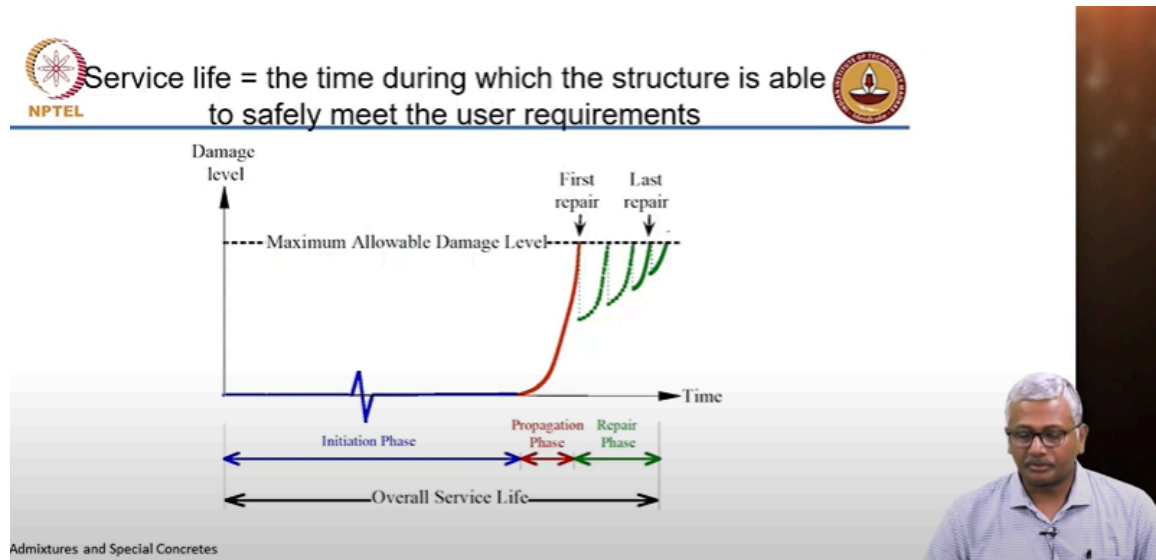 Service life = the time during which the structure is able
to safely meet the user requirements
NPTEL
Damage
level
First
repair
Last
repair
Maximum Allowable Damage Level
Time
Initiation Phase
Propagation
Phase
Repair
Phase
Overall Service Life
Admixtures and Special Concretes